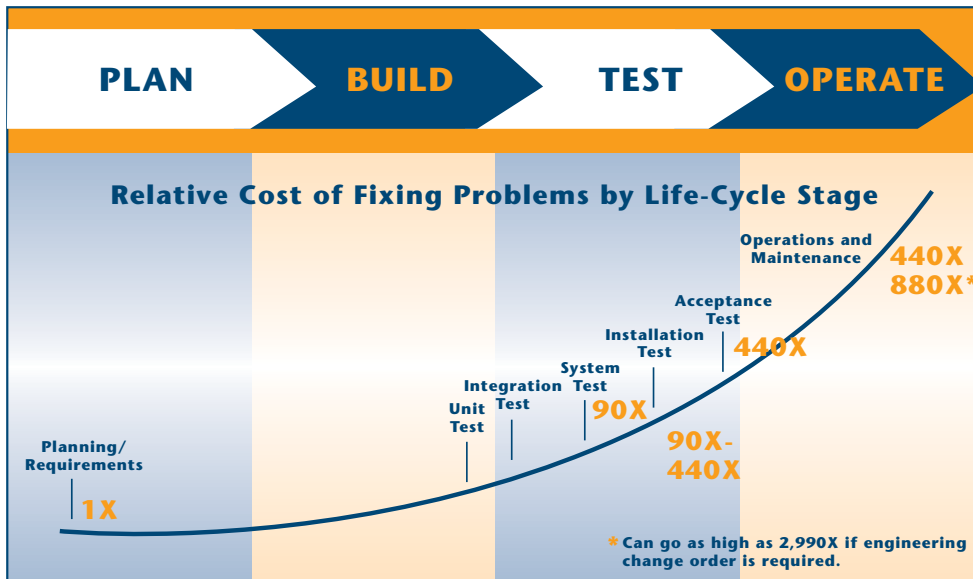 PLAN
BUILD
TEST
OPERATE
Relative Cost of Fixing Problems by Life-Cycle Stage
Planning/
Requirements
1X
Unit
Test
Integration
Test
System
Test
90X
Installation
Test
90X-
440X
Acceptance
Test
440X
Operations and
Maintenance
440X
880X*
* Can go as high as 2,990X if engineering
change order is required.